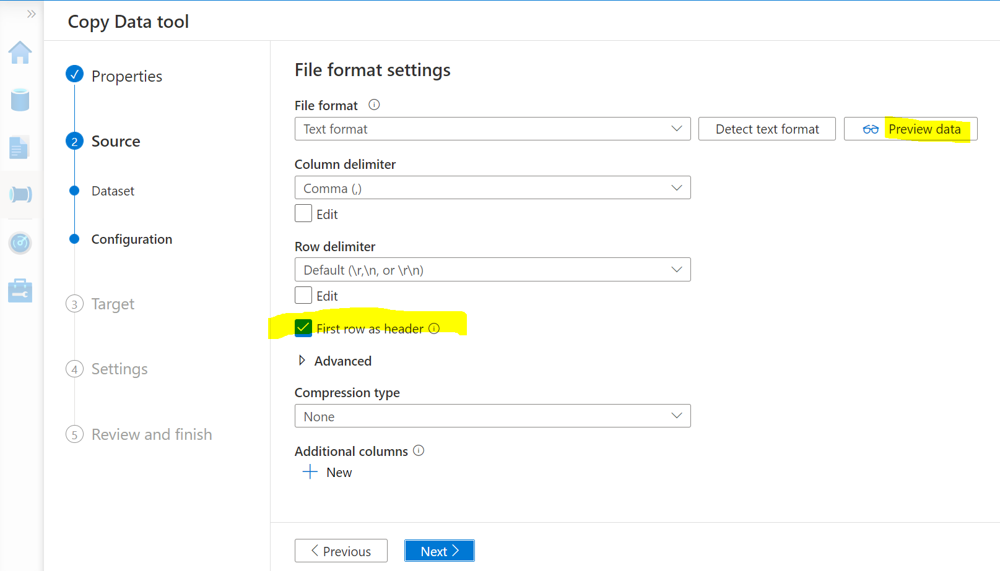 Copy Data tool
Properties
2 Source
Dataset
Configuration
3 Target
4 Settings
5 Review and finish
File format settings
File format
Text format
Detect text format
Preview data
Column delimiter
Comma (,)
Edit
Row delimiter
Default (\r,\n, or \r\n)
Edit
First row as header
Advanced
Compression type
None
Additional columns
New
Previous
Next